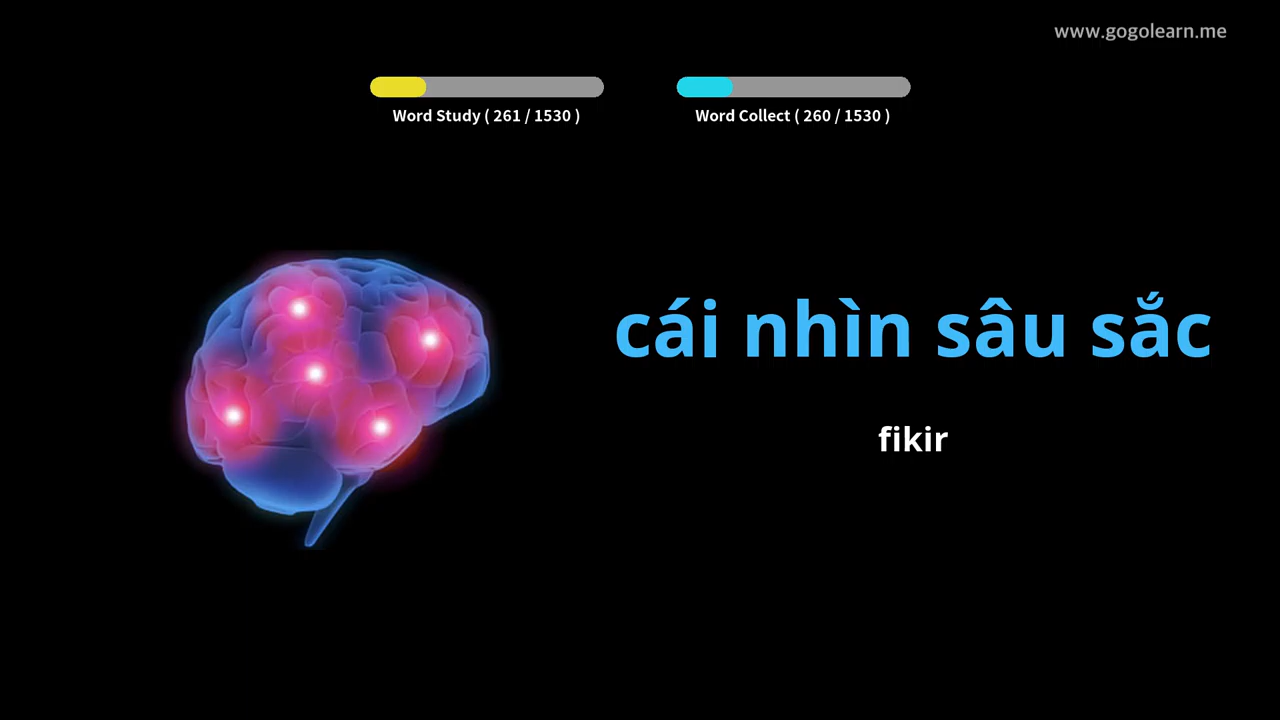 www.gogolearn.me
Word Study ( 261 / 1530 )
Word Collect ( 260 / 1530 )
cái nhìn sâu sắc
fikir